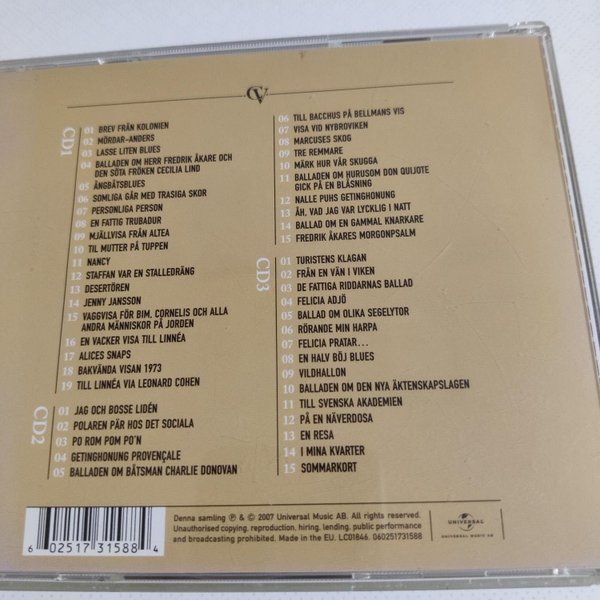 CV
CD1
01 BREV FRÅN KOLONIEN
02 MÖRDAR-ANDERS
03 LASSE LITEN BLUES
04 BALLADEN OM HERR FREDRIK ÅKARE OCH
DEN SÖTA FRÖKEN CECILIA LIND
05 ÅNGBÅTSBLUES
06 SOMLIGA GÅR MED TRASIGA SKOR
07 PERSONLIGA PERSON
08 EN FATTIG TRUBADUR
09 MJÄLLVISA FRÅN ALTEA
10 TIL MUTTER PÅ TUPPEN
11 NANCY
12 STAFFAN VAR EN STALLEDRÄNG
13 DESERTÖREN
14 JENNY JANSSON
15 VAGGVISA FÖR BIM, CORNELIS OCH ALLA
ANDRA MÄNNISKOR PÅ JORDEN
16 EN VACKER VISA TILL LINNÉA
17 ALICES SNAPS
18 BAKVÄNDA VISAN 1973
19 TILL LINNÉA VIA LEONARD COHEN
CD2
01 JAG OCH BOSSE LIDÉN
02 POLAREN PÄR HOS DET SOCIALA
03 PO ROM POM PO'N
04 GETINGHONUNG PROVENÇALE
05 BALLADEN OM BÅTSMAN CHARLIE DONOVAN
06 TILL BACCHUS PÅ BELLMANS VIS
07 VISA VID NYBROVIKEN
08 MARCUSES SKOG
09 TRE REMMARE
10 MÄRK HUR VÅR SKUGGA
11 BALLADEN OM HURUSOM DON QUIJOTE
GICK PÅ EN BLÅSNING
12 NALLE PUHS GETINGHONUNG
13 ÅH, VAD JAG VAR LYCKLIG I NATT
14 BALLAD OM EN GAMMAL KNARKARE
15 FREDRIK ÅKARES MORGONPSALM
CD3
01 TURISTENS KLAGAN
02 FRÅN EN VÄN I VIKEN
03 DE FATTIGA RIDDARNAS BALLAD
04 FELICIA ADJÖ
05 BALLAD OM OLIKA SEGELYTOR
06 RÖRANDE MIN HARPA
07 FELICIA PRATAR...
08 EN HALV BÖJ BLUES
09 VILDHALLON
10 BALLADEN OM DEN NYA ÄKTENSKAPSLAGEN
11 TILL SVENSKA AKADEMIEN
12 PÅ EN NÄVERDOSA
13 EN RESA
14 I MINA KVARTER
15 SOMMARKORT
6 02517 31588 4
Denna samling ℗ & © 2007 Universal Music AB. All rights reserved.
Unauthorised copying, reproduction, hiring, lending, public performance
and broadcasting prohibited. Made in the EU. LC01846. 060251731588
UNIVERSAL
UNIVERSAL MUSIC AB